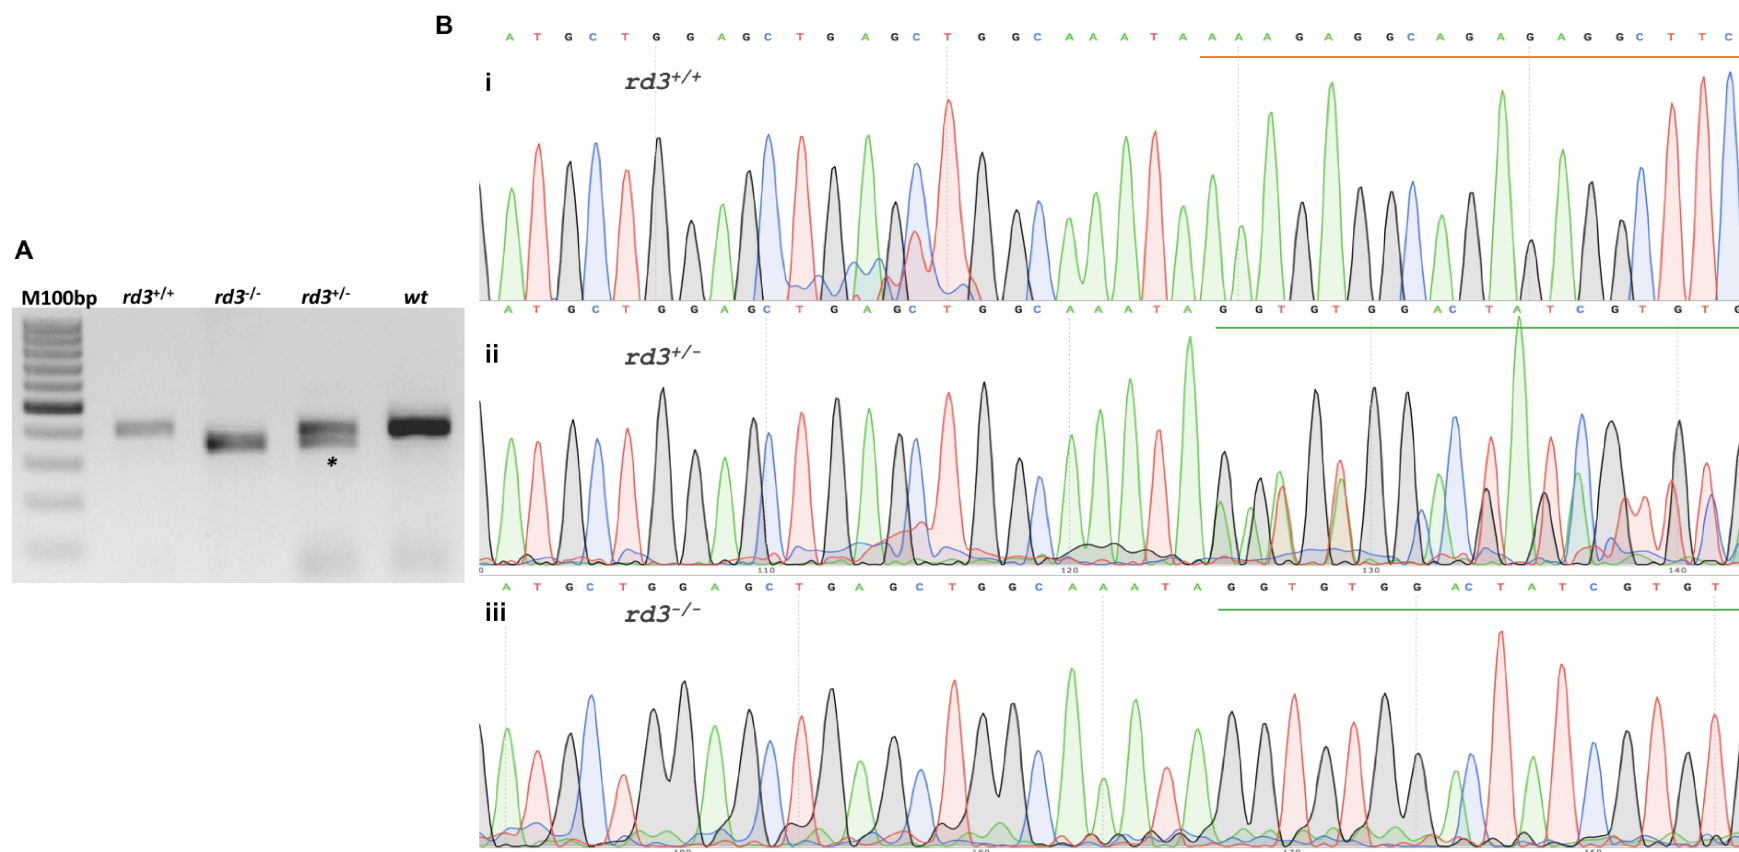 B
A T G C T G G A G C T G A G C T G G C A A A T A A A A G A G G C A G A G A G G C T T C
i
rd3+/+
A
M100bp rd3+/+ rd3-/- rd3+/- wt
*
A T G C T G G A G C T G A G C T G G C A A A T A G G T G T G G A C T A T C G T G T G
ii
rd3+/-
110 120 130 140
A T G C T G G A G C T G A G C T G G C A A A T A G G T G T G G A C T A T C G T G T
iii
rd3-/-